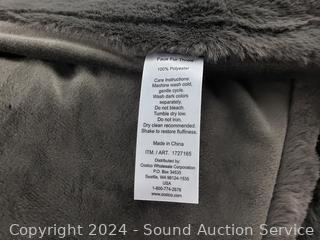 Faux Fur Throw
100% Polyester
Care Instructions:
Machine wash cold,
gentle cycle.
Wash dark colors
separately.
Do not bleach.
Tumble dry low.
Do not iron.
Dry clean recommended.
Shake to restore fluffiness.
Made in China
ITM. / ART. 1727165
Distributed by:
Costco Wholesale Corporation
P.O. Box 34535
Seattle, WA 98124-1535
USA
1-800-774-2678
www.costco.com
Copyright 2024 - Sound Auction Service